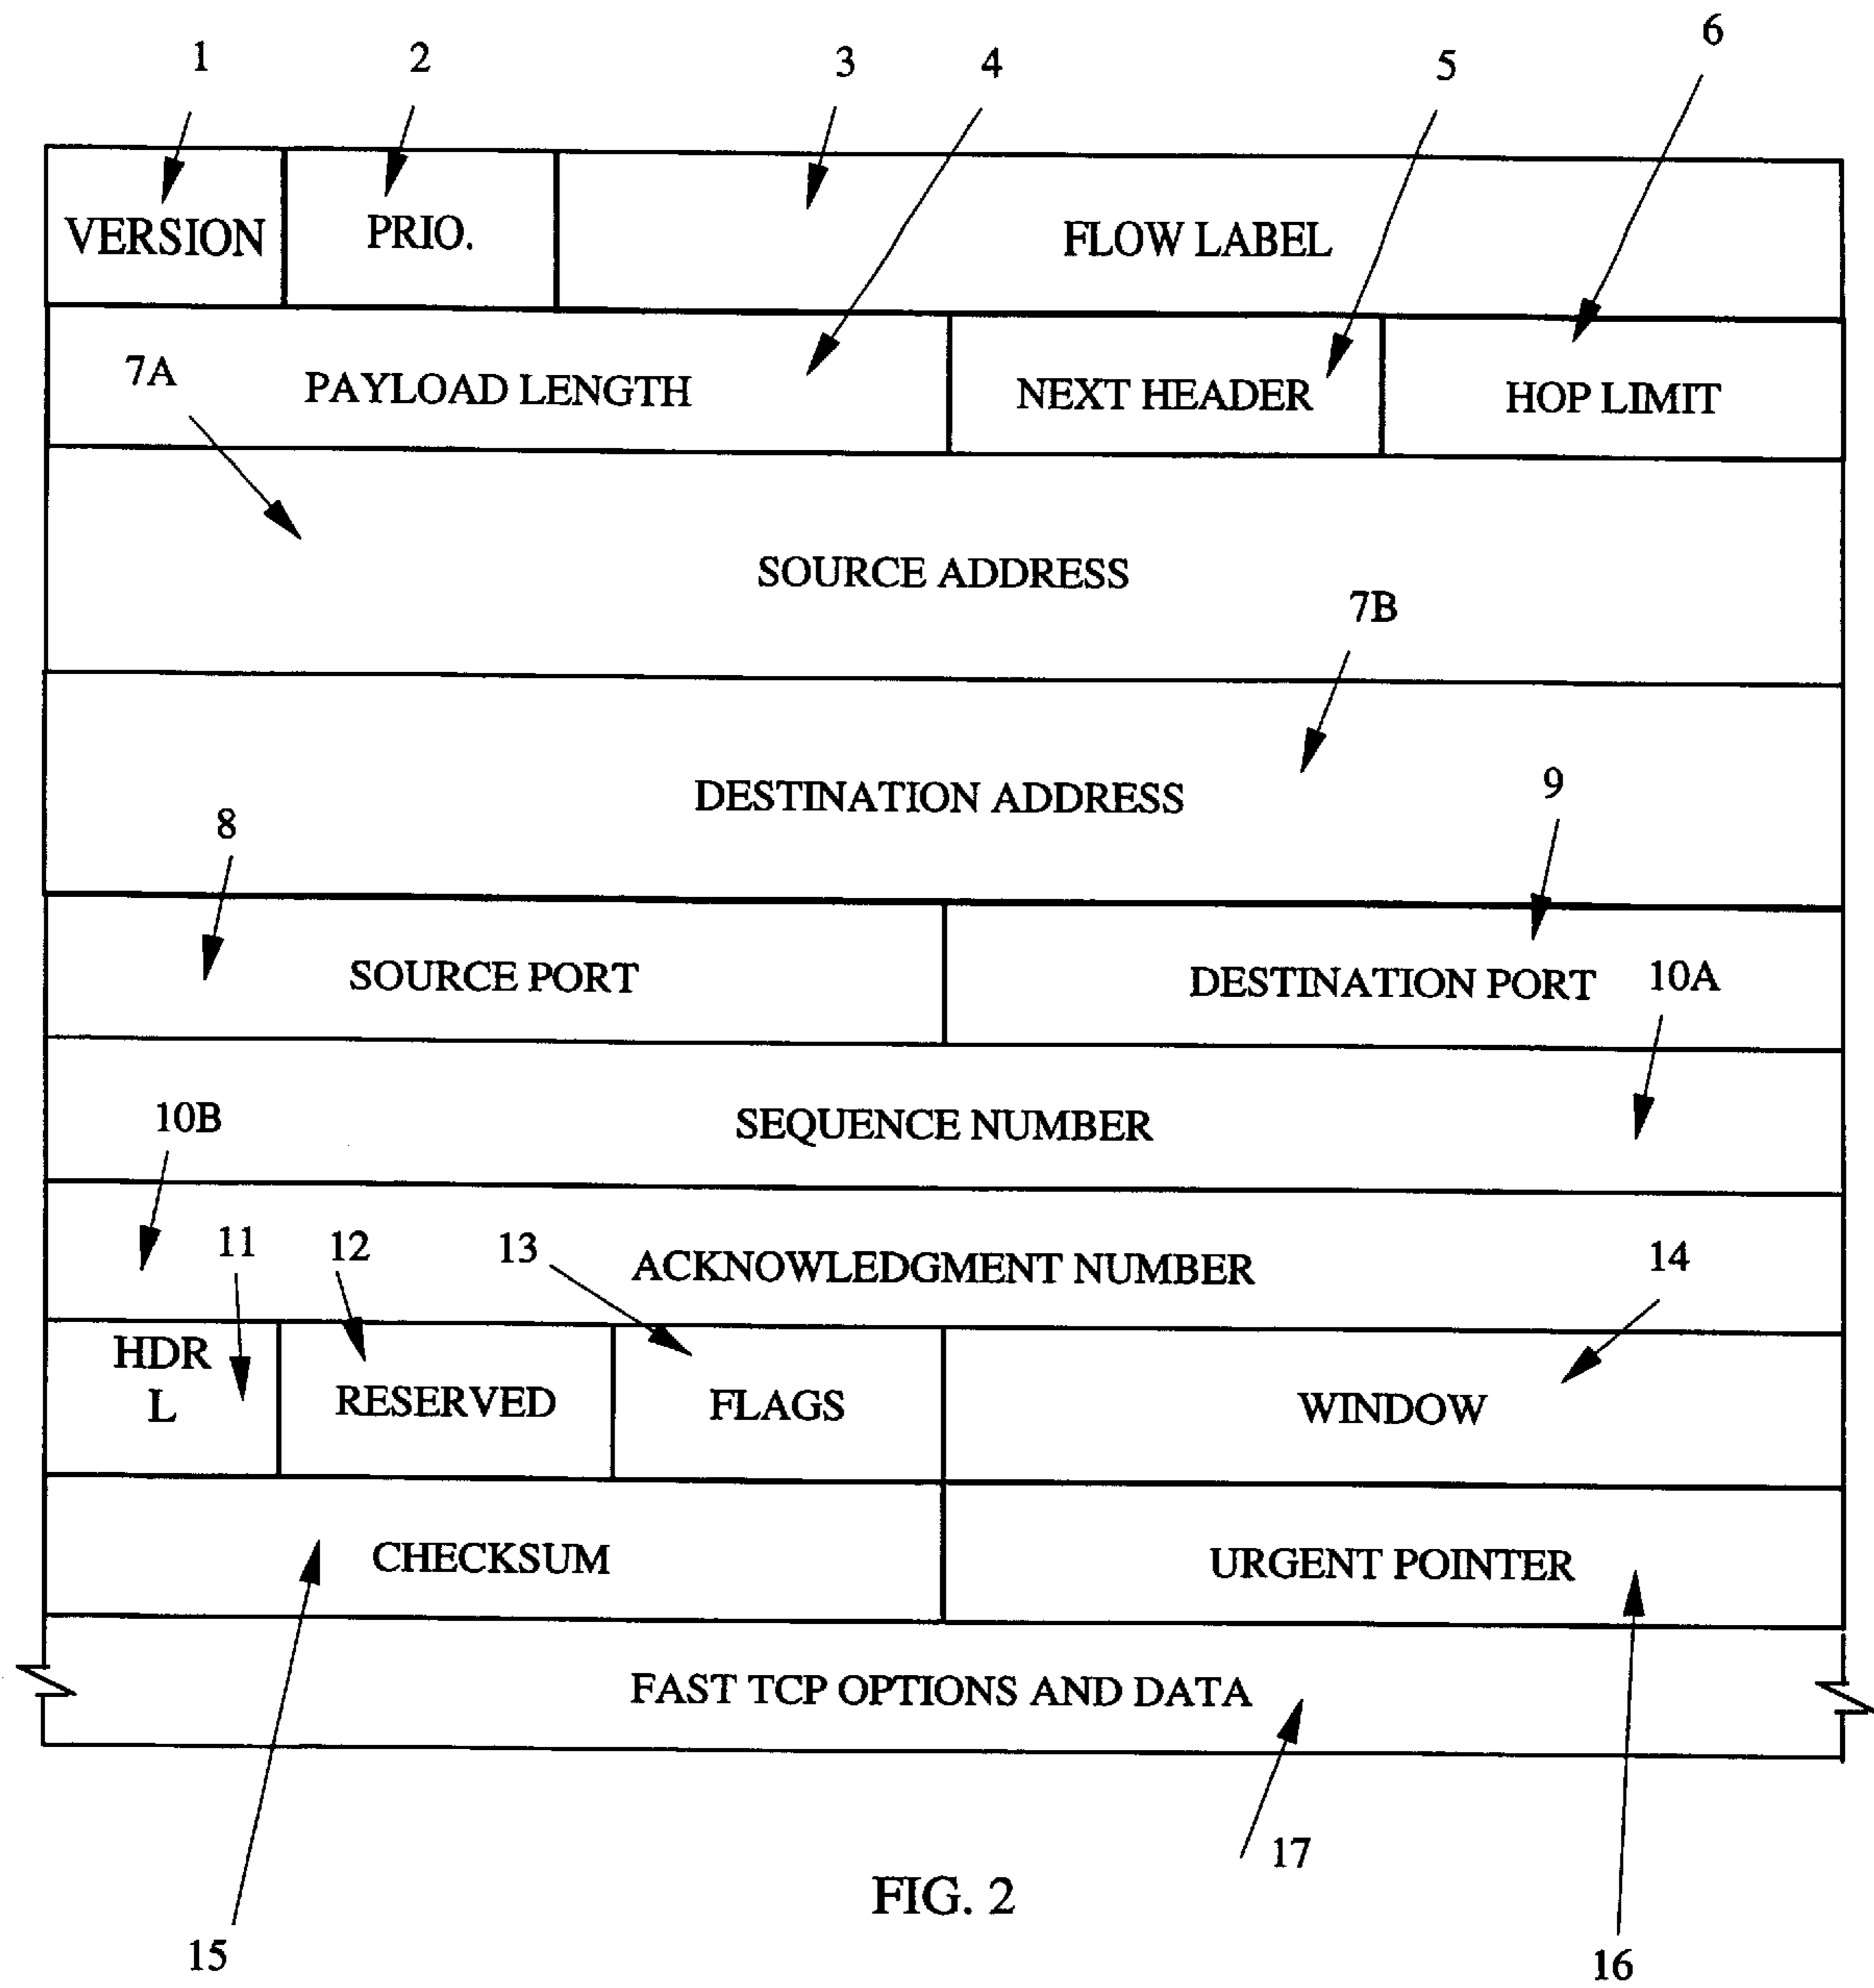 1 2 3 4 5 6
VERSION PRIO. FLOW LABEL
7A PAYLOAD LENGTH NEXT HEADER HOP LIMIT
SOURCE ADDRESS
7B
DESTINATION ADDRESS
8 9
SOURCE PORT DESTINATION PORT 10A
10B SEQUENCE NUMBER
11 12 13 ACKNOWLEDGMENT NUMBER 14
HDR
L RESERVED FLAGS WINDOW
CHECKSUM URGENT POINTER
FAST TCP OPTIONS AND DATA
17
FIG. 2
15 16